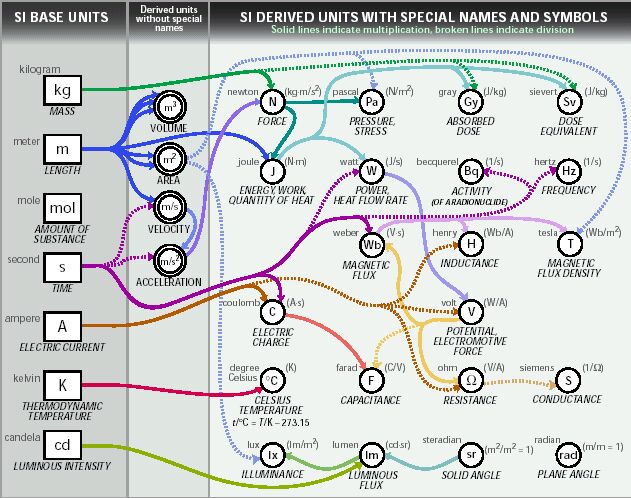 SI BASE UNITS
Derived units
without special
names
SI DERIVED UNITS WITH SPECIAL NAMES AND SYMBOLS
Solid lines indicate multiplication, broken lines indicate division
kilogram
kg
MASS
m³
VOLUME
newton
N
(kg·m/s²)
FORCE
pascal
Pa
(N/m²)
PRESSURE,
STRESS
gray
Gy
(J/kg)
ABSORBED
DOSE
sievert
Sv
(J/kg)
DOSE
EQUIVALENT
meter
m
LENGTH
m²
AREA
joule
J
(N·m)
ENERGY, WORK,
QUANTITY OF HEAT
watt
W
(J/s)
POWER,
HEAT FLOW RATE
becquerel
Bq
(1/s)
ACTIVITY
(OF A RADIONUCLIDE)
hertz
Hz
(1/s)
FREQUENCY
mole
mol
AMOUNT OF
SUBSTANCE
m/s
VELOCITY
weber
Wb
(V·s)
MAGNETIC
FLUX
henry
H
(Wb/A)
INDUCTANCE
tesla
T
(Wb/m²)
MAGNETIC
FLUX DENSITY
second
s
TIME
m/s²
ACCELERATION
coulomb
C
(A·s)
ELECTRIC
CHARGE
volt
V
(W/A)
POTENTIAL,
ELECTROMOTIVE
FORCE
ampere
A
ELECTRIC CURRENT
kelvin
K
THERMODYNAMIC
TEMPERATURE
degree
Celsius
°C
(K)
CELSIUS
TEMPERATURE
t/°C = T/K – 273.15
farad
F
(C/V)
CAPACITANCE
ohm
Ω
(V/A)
RESISTANCE
siemens
S
(1/Ω)
CONDUCTANCE
candela
cd
LUMINOUS INTENSITY
lux
lx
(lm/m²)
ILLUMINANCE
lumen
lm
(cd·sr)
LUMINOUS
FLUX
steradian
sr
(m²/m² = 1)
SOLID ANGLE
radian
rad
(m/m = 1)
PLANE ANGLE